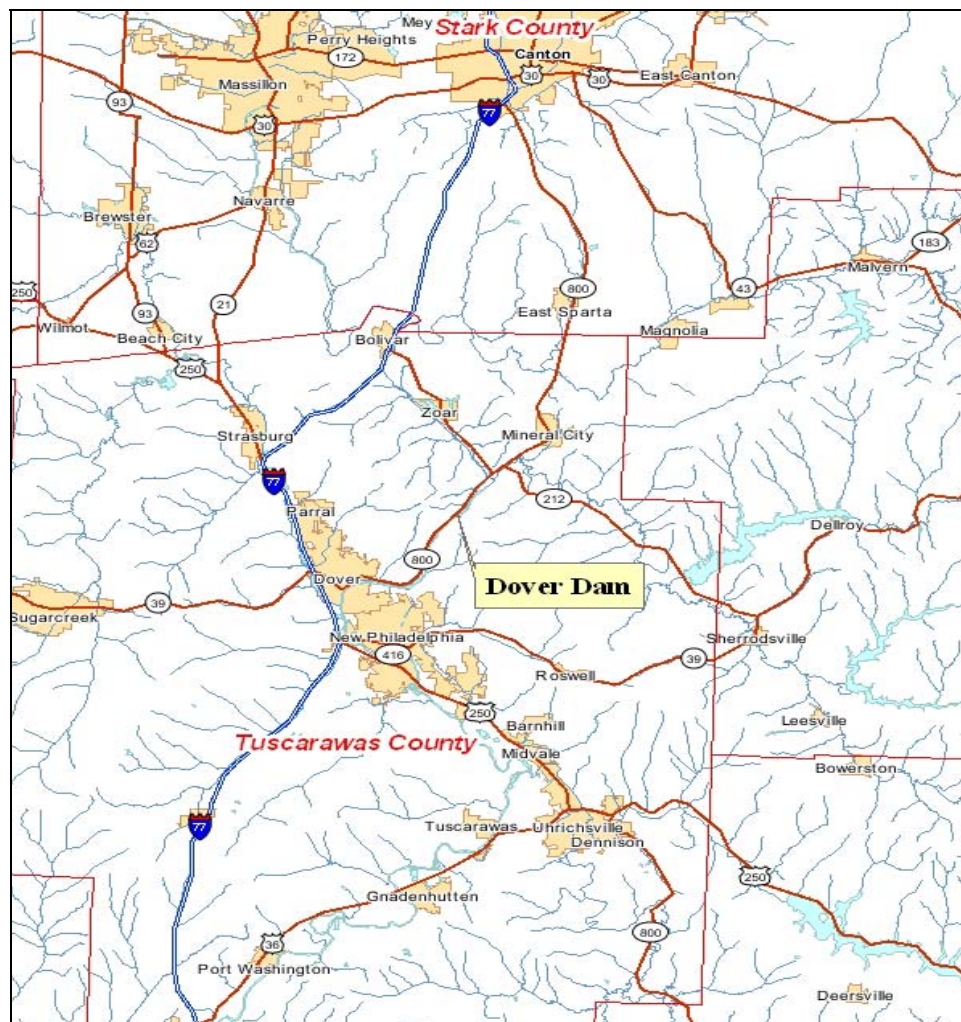 Mey
Stark County
Perry Heights
172
Canton
30
30
East Canton
Massillon
93
30
77
Navarre
Brewster
62
183
Malvern
250
21
800
43
93
East Sparta
Wilmot
Magnolia
Beach City
Bolivar
250
Zoar
Strasburg
Mineral City
77
212
Parral
Dellroy
800
Dover
Dover Dam
39
Sugarcreek
New Philadelphia
Sherrodsville
416
39
Roswell
250
Leesville
Barnhill
Tuscarawas County
Midvale
Bowerston
77
Tuscarawas
Uhrichsville
Dennison
250
Gnadenhutten
800
36
Port Washington
Deersville